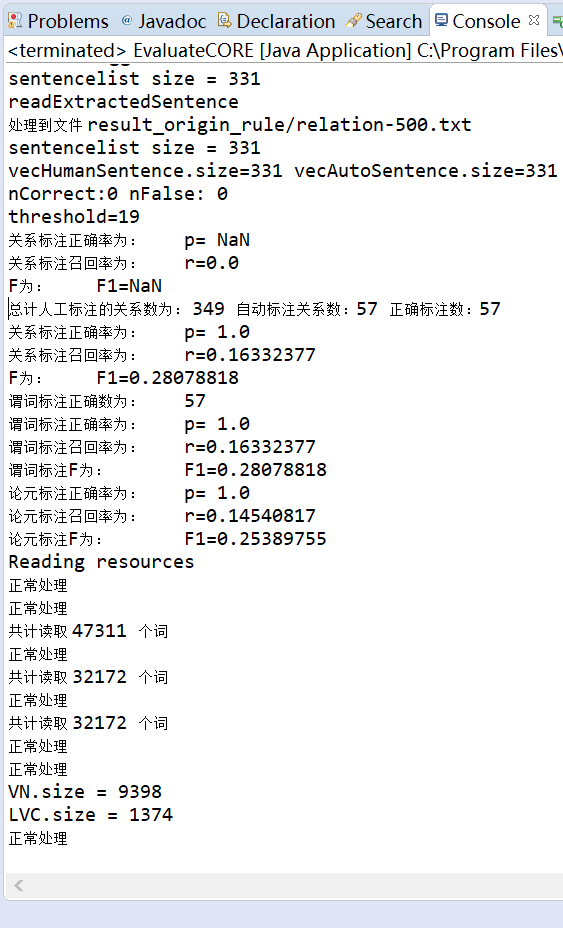 Problems @ Javadoc Declaration Search Console
<terminated> EvaluateCORE [Java Application] C:\Program Files\
sentencelist size = 331
readExtractedSentence
处理到文件 result_origin_rule/relation-500.txt
sentencelist size = 331
vecHumanSentence.size=331 vecAutoSentence.size=331
nCorrect:0 nFalse: 0
threshold=19
关系标注正确率为: p= NaN
关系标注召回率为: r=0.0
F为: F1=NaN
总计人工标注的关系数为: 349 自动标注关系数: 57 正确标注数: 57
关系标注正确率为: p= 1.0
关系标注召回率为: r=0.16332377
F为: F1=0.28078818
谓词标注正确数为: 57
谓词标注正确率为: p= 1.0
谓词标注召回率为: r=0.16332377
谓词标注F为: F1=0.28078818
论元标注正确率为: p= 1.0
论元标注召回率为: r=0.14540817
论元标注F为: F1=0.25389755
Reading resources
正常处理
正常处理
共计读取 47311 个词
正常处理
共计读取 32172 个词
正常处理
共计读取 32172 个词
正常处理
正常处理
VN.size = 9398
LVC.size = 1374
正常处理